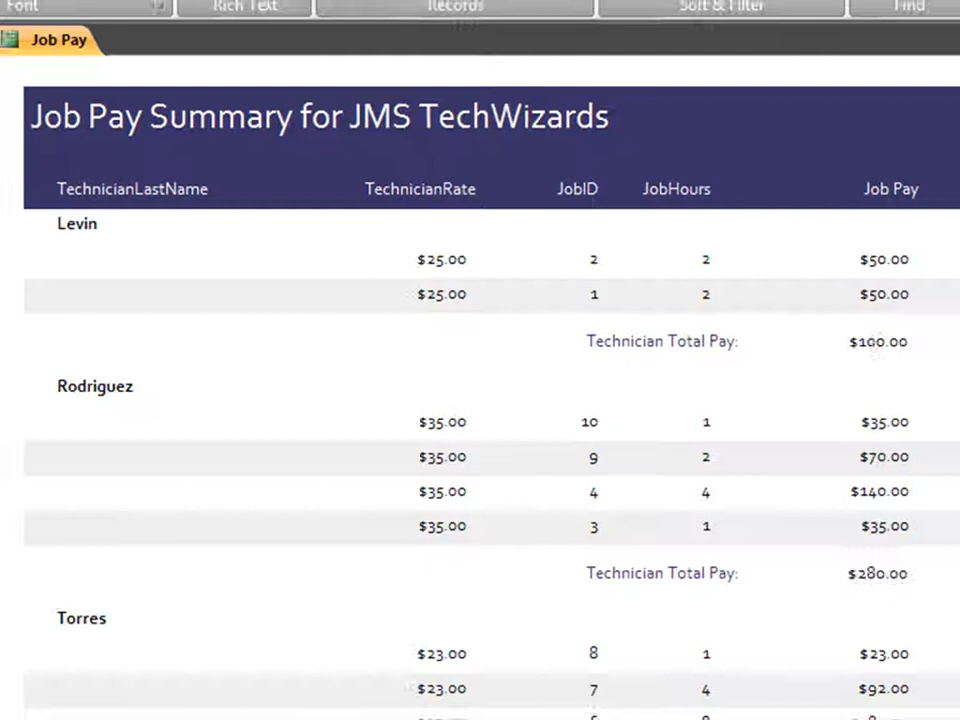 Font Rich Text Records Sort & Filter Find
Job Pay
Job Pay Summary for JMS TechWizards
TechnicianLastName TechnicianRate JobID JobHours Job Pay
Levin
$25.00 2 2 $50.00
$25.00 1 2 $50.00
Technician Total Pay: $100.00
Rodriguez
$35.00 10 1 $35.00
$35.00 9 2 $70.00
$35.00 4 4 $140.00
$35.00 3 1 $35.00
Technician Total Pay: $280.00
Torres
$23.00 8 1 $23.00
$23.00 7 4 $92.00